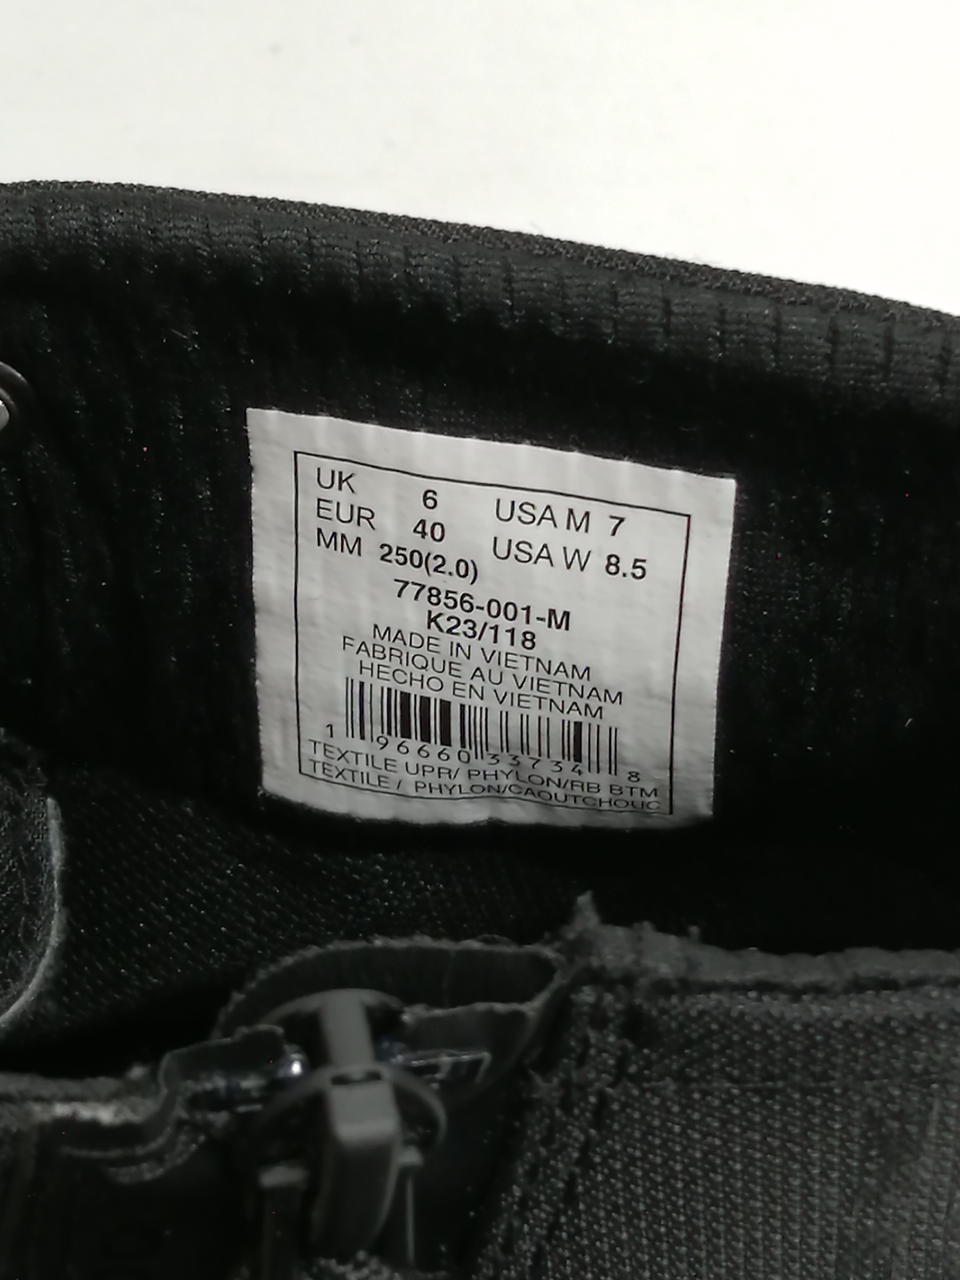 UK 6 USA M 7
EUR 40 USA W 8.5
MM 250(2.0)
77856-001-M
K23/118
MADE IN VIETNAM
FABRIQUE AU VIETNAM
HECHO EN VIETNAM
1 96660 33734 8
TEXTILE UPR/ PHYLON/RB BTM
TEXTILE / PHYLON/CAOUTCHOUC